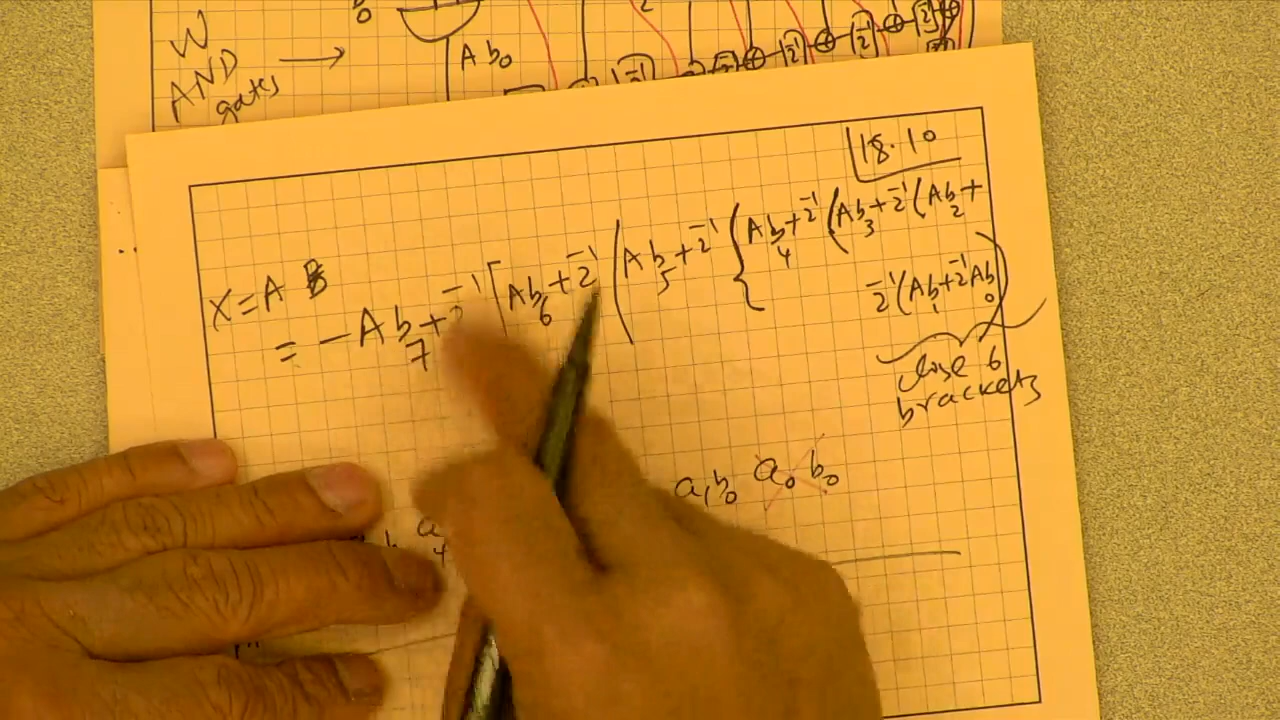 W
AND
gates
A b₀
18.10
X = A B
= -Ab₇ + 2⁻¹[Ab₆ + 2⁻¹(Ab₅ + 2⁻¹{Ab₄ + 2⁻¹(Ab₃ + 2⁻¹(Ab₂ +
2⁻¹(Ab₁ + 2⁻¹Ab₀)
close 6
brackets
a₁b₀ a₀b₀